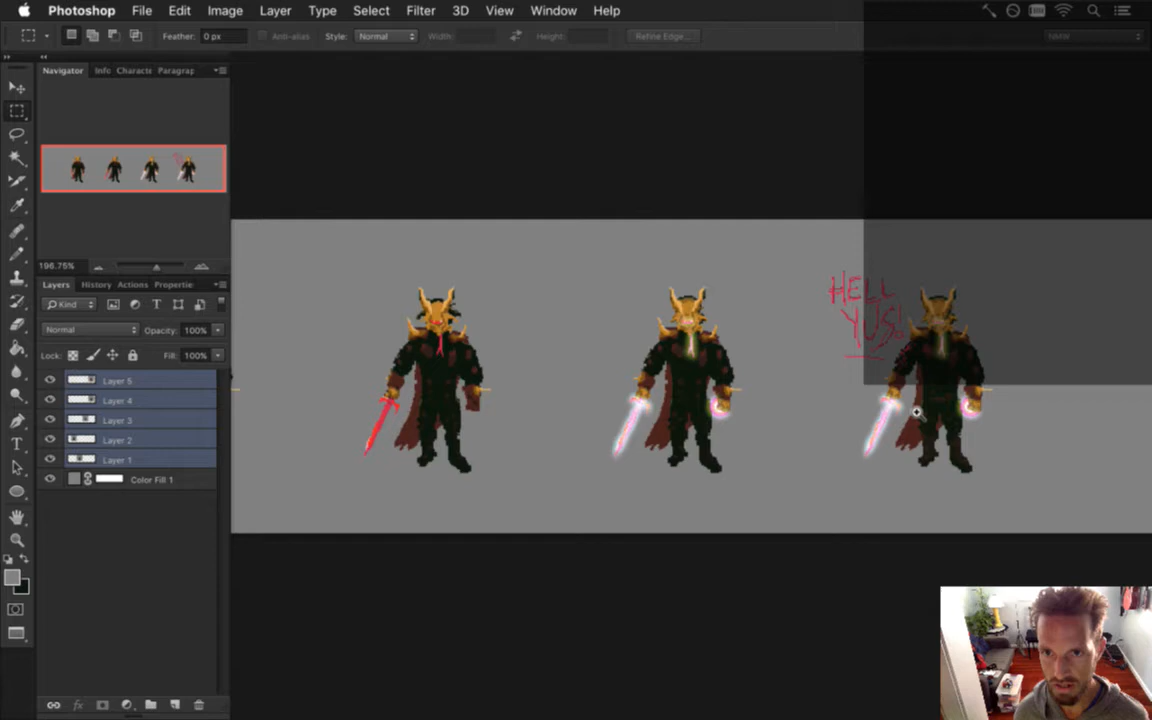 Photoshop File Edit Image Layer Type Select Filter 3D View Window Help
Feather: 0 px Anti-alias Style: Normal Width: Height: Refine Edge...
Navigator Info Characte Paragrap
196.75%
Layers History Actions Propertie
Kind
Normal Opacity: 100%
Lock: Fill: 100%
Layer 5
Layer 4
Layer 3
Layer 2
Layer 1
Color Fill 1
HELL
YUS!